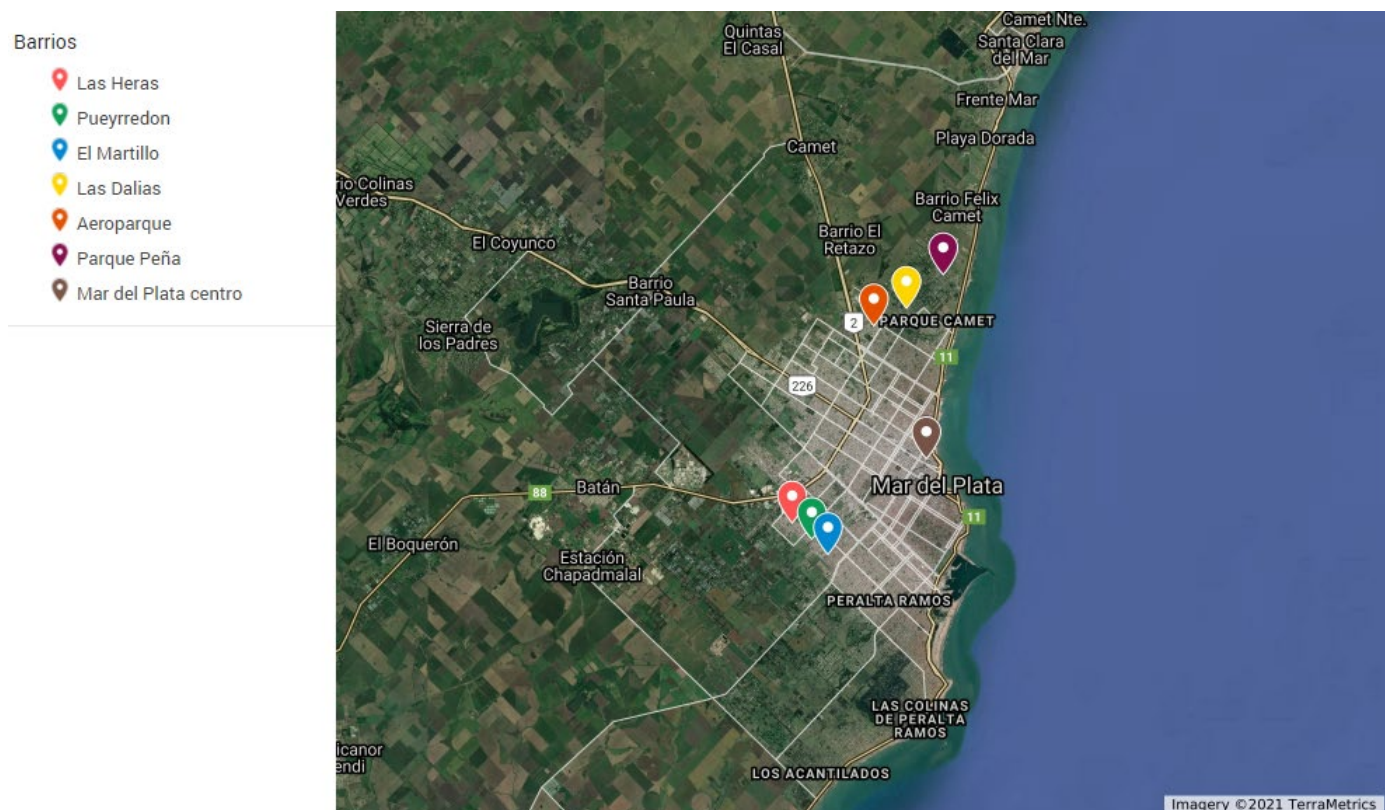 Barrios
Las Heras
Pueyrredon
El Martillo
Las Dalias
Aeroparque
Parque Peña
Mar del Plata centro
Camet Nte.
Quintas
El Casal
Santa Clara
del Mar
Frente Mar
Playa Dorada
Camet
rio Colinas
Verdes
Barrio Felix
Camet
Barrio El
Retazo
El Coyunco
Barrio
Santa Paula
Sierra de
los Padres
2
PARQUE CAMET
11
226
Mar del Plata
Batán
88
11
El Boquerón
Estación
Chapadmalal
PERALTA RAMOS
LAS COLINAS
DE PERALTA
RAMOS
icanor
endi
LOS ACANTILADOS
Imagery ©2021 TerraMetrics